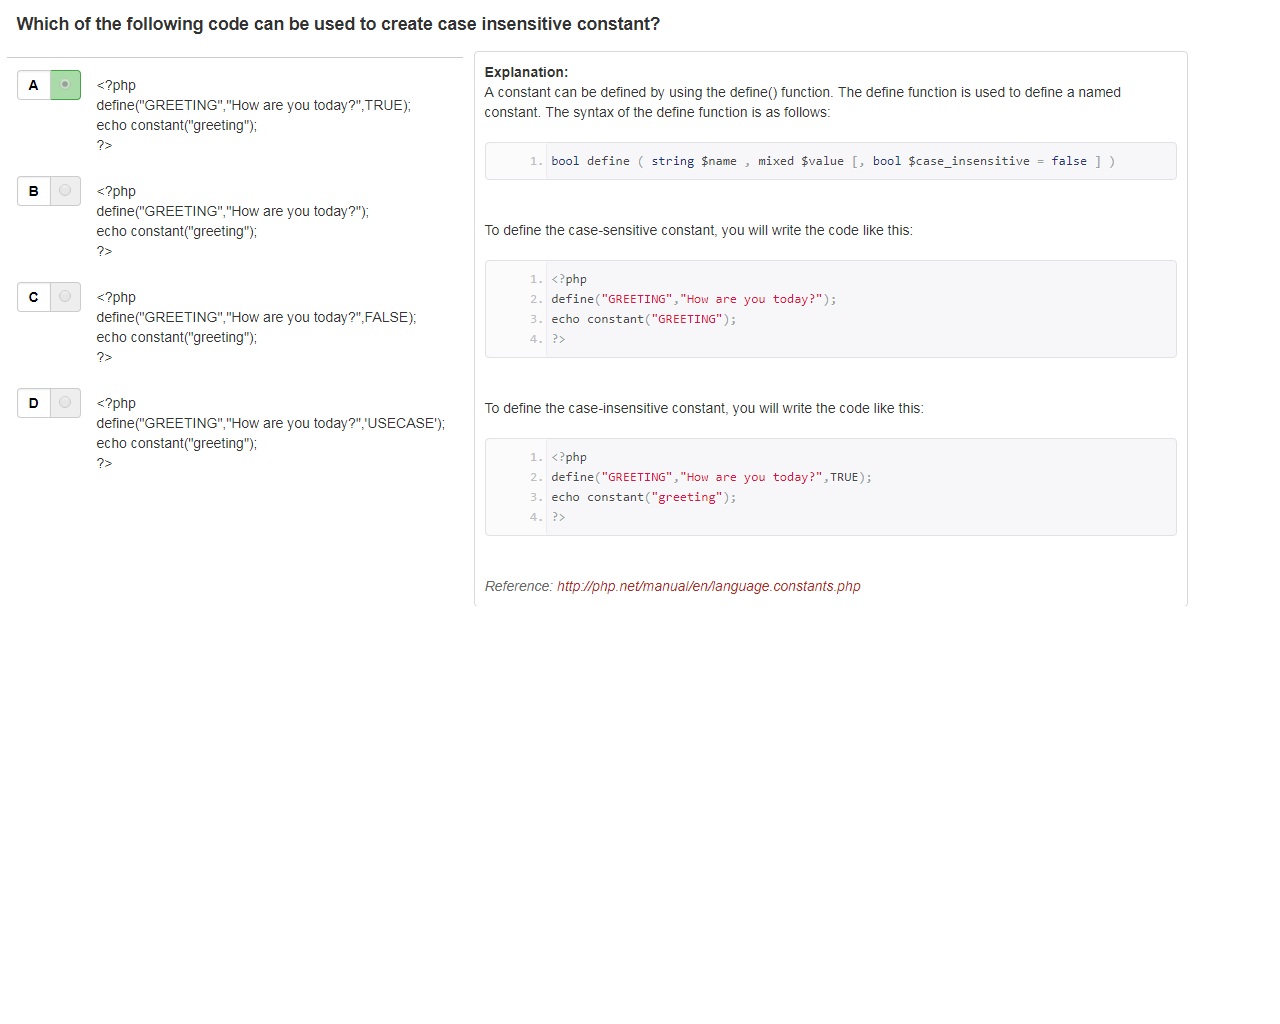 Which of the following code can be used to create case insensitive constant?
A
<?php
define("GREETING","How are you today?",TRUE);
echo constant("greeting");
?>
B
<?php
define("GREETING","How are you today?");
echo constant("greeting");
?>
C
<?php
define("GREETING","How are you today?",FALSE);
echo constant("greeting");
?>
D
<?php
define("GREETING","How are you today?",'USECASE');
echo constant("greeting");
?>
Explanation:
A constant can be defined by using the define() function. The define function is used to define a named
constant. The syntax of the define function is as follows:
1. bool define ( string $name , mixed $value [, bool $case_insensitive = false ] )
To define the case-sensitive constant, you will write the code like this:
1. <?php
2. define("GREETING","How are you today?");
3. echo constant("GREETING");
4. ?>
To define the case-insensitive constant, you will write the code like this:
1. <?php
2. define("GREETING","How are you today?",TRUE);
3. echo constant("greeting");
4. ?>
Reference: http://php.net/manual/en/language.constants.php